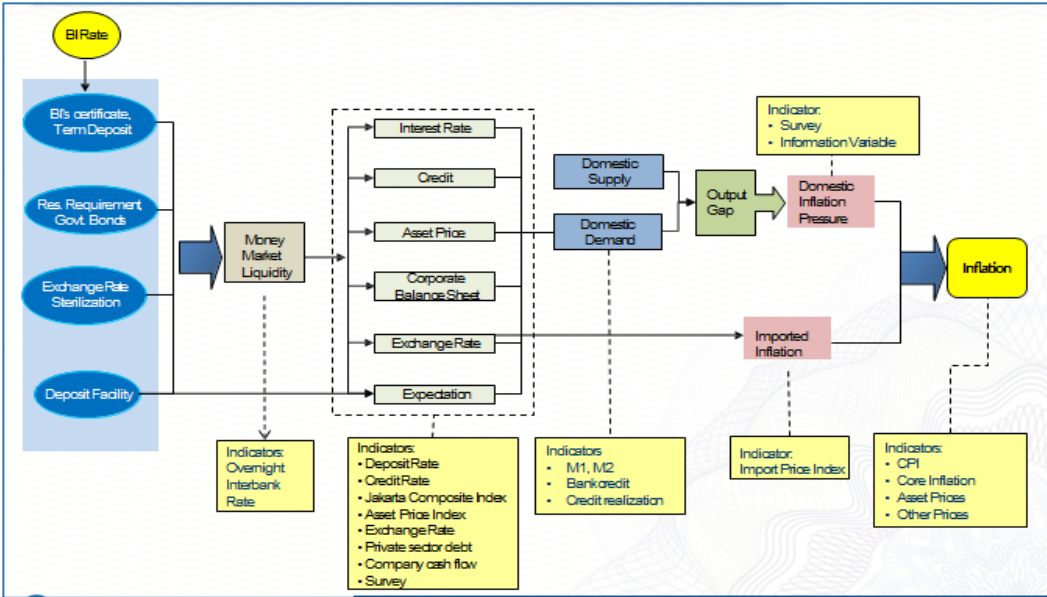 BI Rate
BI's certificate,
Term Deposit
Res. Requirement
Govt. Bonds
Exchange Rate
Sterilization
Deposit Facility
Money
Market
Liquidity
Interest Rate
Credit
Asset Price
Corporate
Balance Sheet
Exchange Rate
Expectation
Domestic
Supply
Domestic
Demand
Output
Gap
Indicator:
• Survey
• Information Variable
Domestic
Inflation
Pressure
Imported
Inflation
Inflation
Indicators:
Overnight
Interbank
Rate
Indicators:
• Deposit Rate
• Credit Rate
• Jakarta Composite Index
• Asset Price Index
• Exchange Rate
• Private sector debt
• Company cash flow
• Survey
Indicators
• M1, M2
• Bank credit
• Credit realization
Indicator:
Import Price Index
Indicators:
• CPI
• Core Inflation
• Asset Prices
• Other Prices